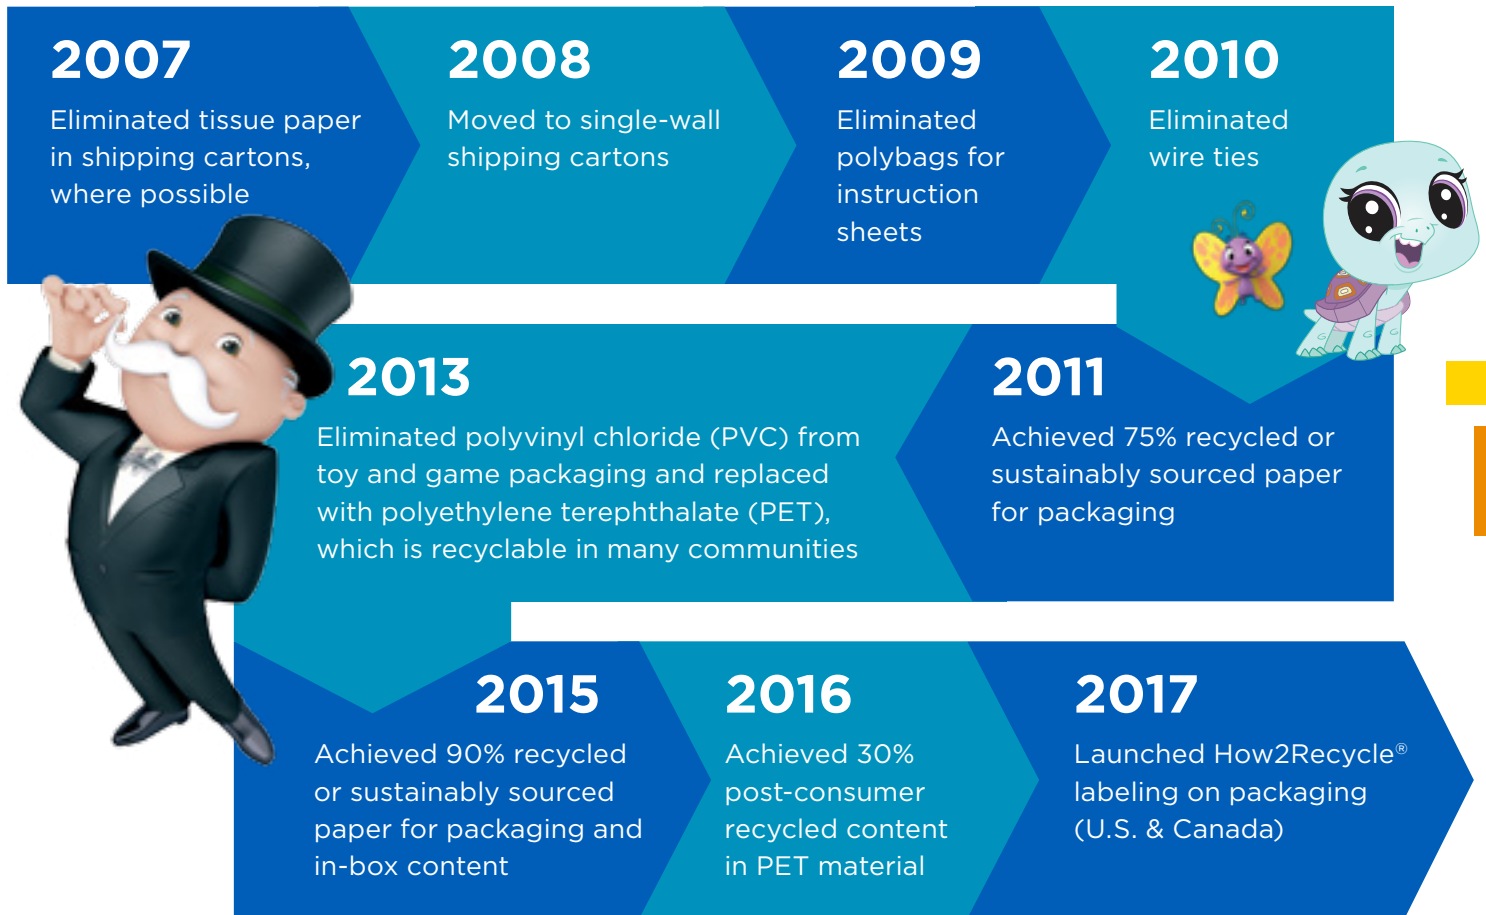 2007
Eliminated tissue paper
in shipping cartons,
where possible
2008
Moved to single-wall
shipping cartons
2009
Eliminated
polybags for
instruction
sheets
2010
Eliminated
wire ties
2011
Achieved 75% recycled or
sustainably sourced paper
for packaging
2013
Eliminated polyvinyl chloride (PVC) from
toy and game packaging and replaced
with polyethylene terephthalate (PET),
which is recyclable in many communities
2015
Achieved 90% recycled
or sustainably sourced
paper for packaging and
in-box content
2016
Achieved 30%
post-consumer
recycled content
in PET material
2017
Launched How2Recycle®
labeling on packaging
(U.S. & Canada)